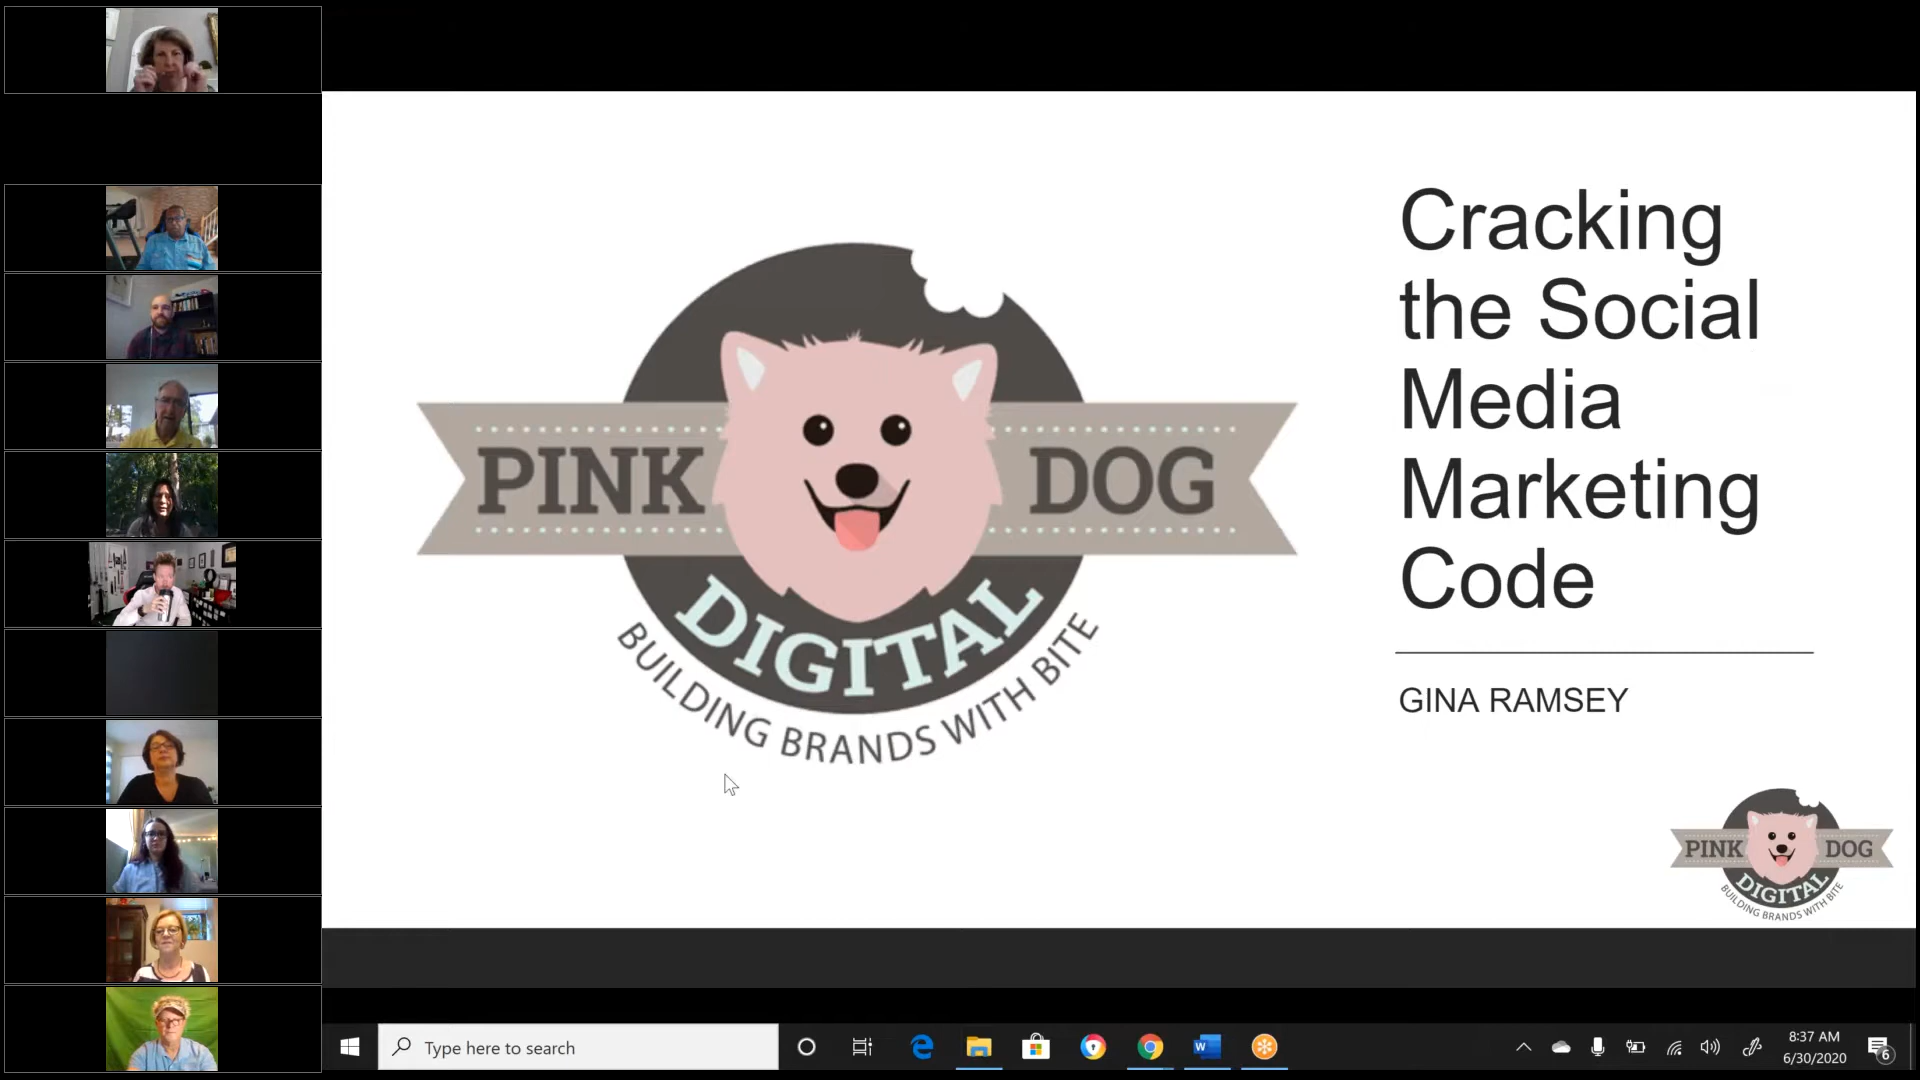 PINK DOG
DIGITAL
BUILDING BRANDS WITH BITE
Cracking
the Social
Media
Marketing
Code
GINA RAMSEY
PINK DOG
DIGITAL
BUILDING BRANDS WITH BITE
Type here to search
8:37 AM
6/30/2020
6